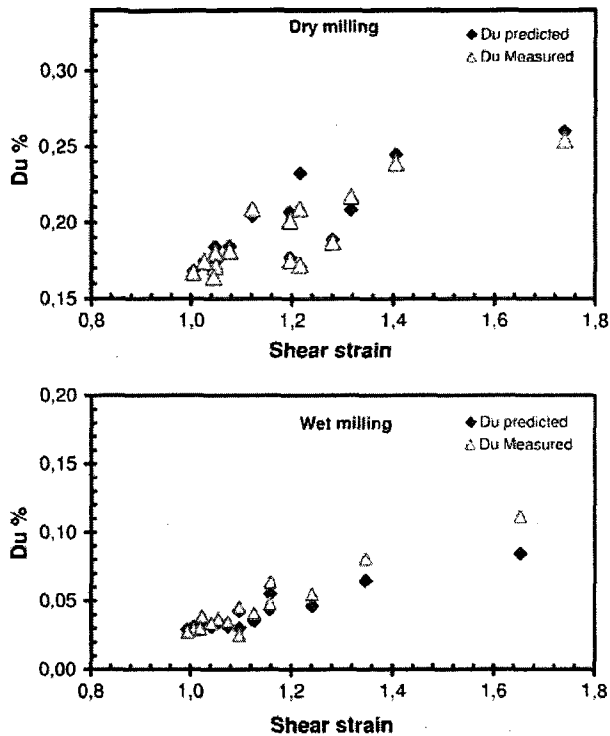 Dry milling
Du predicted
Du Measured
0,30
0,25
0,20
0,15
Du %
0,8 1,0 1,2 1,4 1,6 1,8
Shear strain
Wet milling
Du predicted
Du Measured
0,20
0,15
0,10
0,05
0,00
Du %
0,8 1,0 1,2 1,4 1,6 1,8
Shear strain